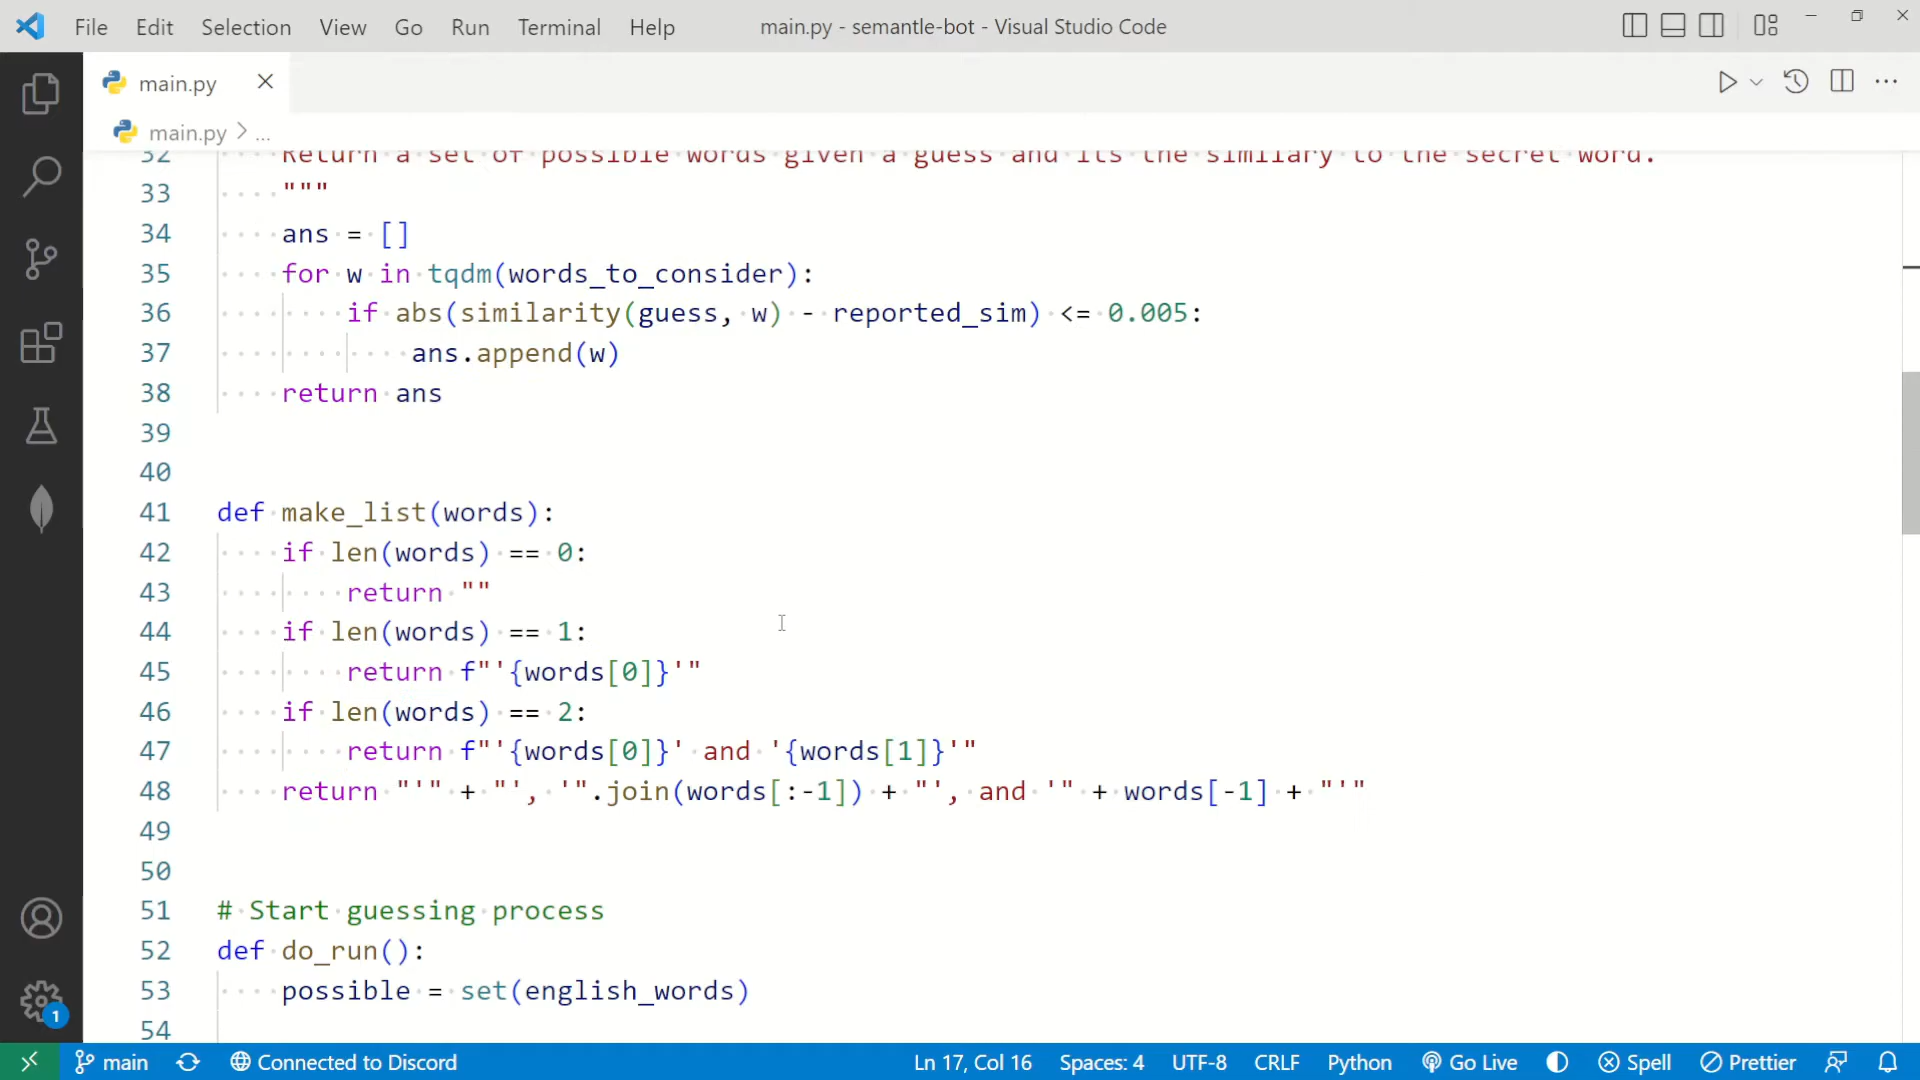 File Edit Selection View Go Run Terminal Help main.py - semantle-bot - Visual Studio Code
main.py
main.py > ...
32 Return a set of possible words given a guess and its the similary to the secret word.
33 """
34 ans = []
35 for w in tqdm(words_to_consider):
36 if abs(similarity(guess, w) - reported_sim) <= 0.005:
37 ans.append(w)
38 return ans
39
40
41 def make_list(words):
42 if len(words) == 0:
43 return ""
44 if len(words) == 1:
45 return f"'{words[0]}'"
46 if len(words) == 2:
47 return f"'{words[0]}' and '{words[1]}'"
48 return "'" + "', '".join(words[:-1]) + "', and '" + words[-1] + "'"
49
50
51 # Start guessing process
52 def do_run():
53 possible = set(english_words)
54
1
main Connected to Discord Ln 17, Col 16 Spaces: 4 UTF-8 CRLF Python Go Live Spell Prettier